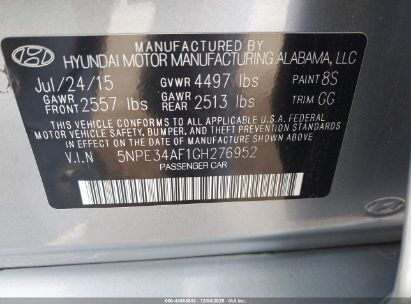 MANUFACTURED BY
HYUNDAI MOTOR MANUFACTURING ALABAMA, LLC
Jul/24/15 GVWR 4497 lbs PAINT 8S
GAWR FRONT 2557 lbs GAWR REAR 2513 lbs TRIM GG
THIS VEHICLE CONFORMS TO ALL APPLICABLE U.S.A. FEDERAL
MOTOR VEHICLE SAFETY, BUMPER, AND THEFT PREVENTION STANDARDS
IN EFFECT ON THE DATE OF MANUFACTURE SHOWN ABOVE.
V.I.N 5NPE34AF1GH276952
PASSENGER CAR